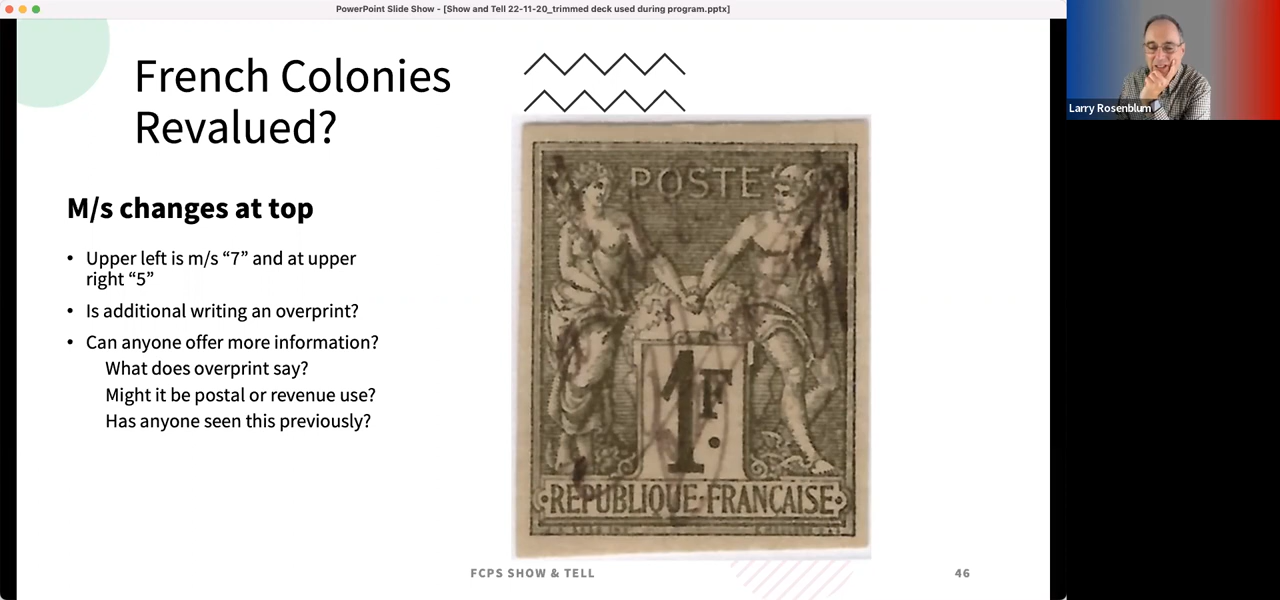 PowerPoint Slide Show - [Show and Tell 22-11-20_trimmed deck used during program.pptx]
French Colonies
Revalued?
M/s changes at top
• Upper left is m/s “7” and at upper
right “5”
• Is additional writing an overprint?
• Can anyone offer more information?
What does overprint say?
Might it be postal or revenue use?
Has anyone seen this previously?
POSTE
1F.
REPUBLIQUE FRANÇAISE
FCPS SHOW & TELL
46
Larry Rosenblum